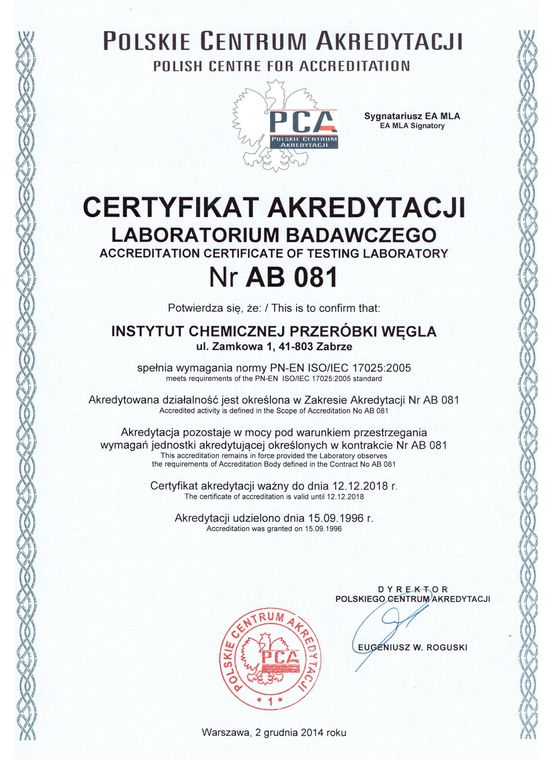 POLSKIE CENTRUM AKREDYTACJI
POLISH CENTRE FOR ACCREDITATION
PCA
POLSKIE CENTRUM
AKREDYTACJI
Sygnatariusz EA MLA
EA MLA Signatory
CERTYFIKAT AKREDYTACJI
LABORATORIUM BADAWCZEGO
ACCREDITATION CERTIFICATE OF TESTING LABORATORY
Nr AB 081
Potwierdza się, że: / This is to confirm that:
INSTYTUT CHEMICZNEJ PRZERÓBKI WĘGLA
ul. Zamkowa 1, 41-803 Zabrze
spełnia wymagania normy PN-EN ISO/IEC 17025:2005
meets requirements of the PN-EN ISO/IEC 17025:2005 standard
Akredytowana działalność jest określona w Zakresie Akredytacji Nr AB 081
Accredited activity is defined in the Scope of Accreditation No AB 081
Akredytacja pozostaje w mocy pod warunkiem przestrzegania
wymagań jednostki akredytującej określonych w kontrakcie Nr AB 081
This accreditation remains in force provided the Laboratory observes
the requirements of Accreditation Body defined in the Contract No AB 081
Certyfikat akredytacji ważny do dnia 12.12.2018 r.
The certificate of accreditation is valid until 12.12.2018
Akredytacji udzielono dnia 15.09.1996 r.
Accreditation was granted on 15.09.1996
DYREKTOR
POLSKIEGO CENTRUM AKREDYTACJI
EUGENIUSZ W. ROGUSKI
POLSKIE CENTRUM AKREDYTACJI
PCA
* 1 *
Warszawa, 2 grudnia 2014 roku